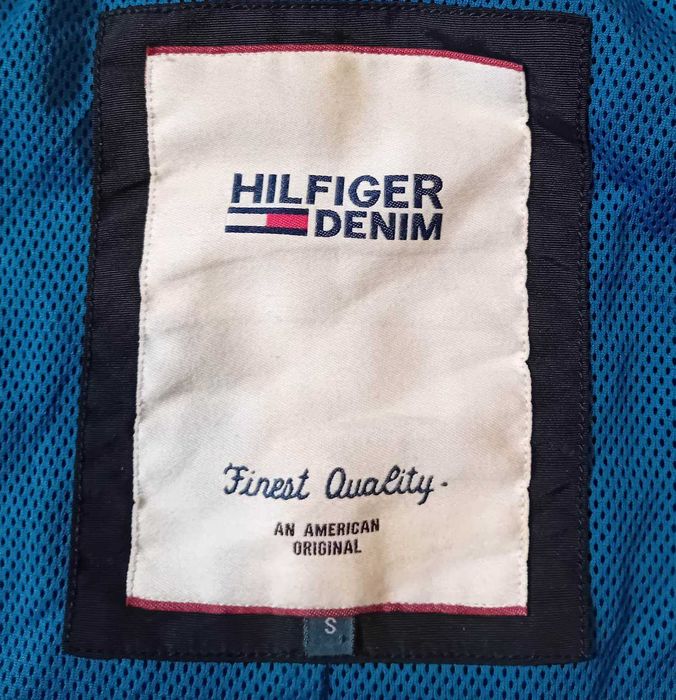 HILFIGER
DENIM
Finest Quality.
AN AMERICAN
ORIGINAL
S